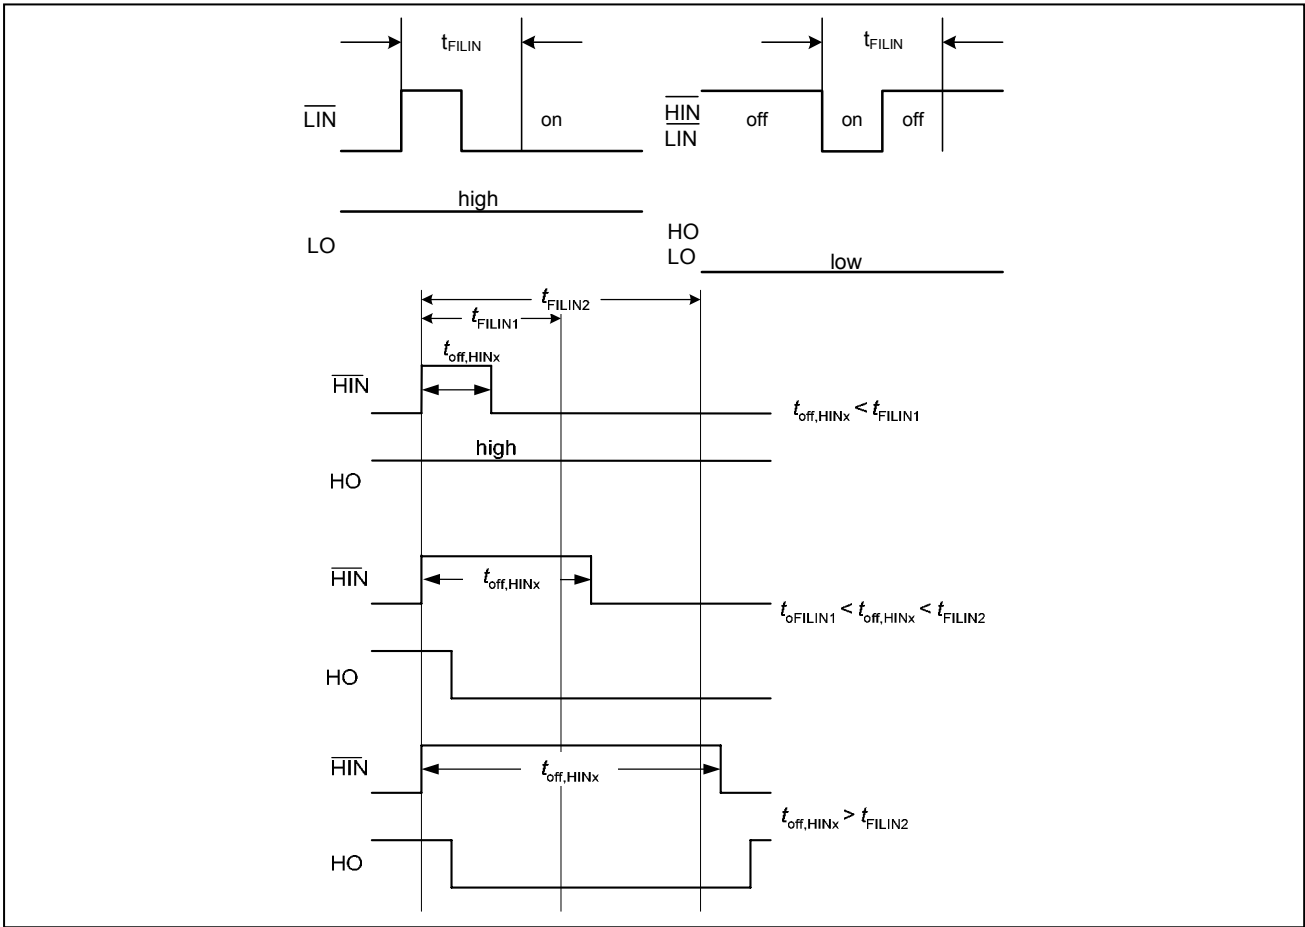 tFILIN
LIN
on
high
LO
tFILIN
HIN
LIN
off
on
off
HO
LO
low
tFILIN2
tFILIN1
toff,HINx
HIN
toff,HINx < tFILIN1
high
HO
HIN
toff,HINx
toFILIN1 < toff,HINx < tFILIN2
HO
HIN
toff,HINx
toff,HINx > tFILIN2
HO